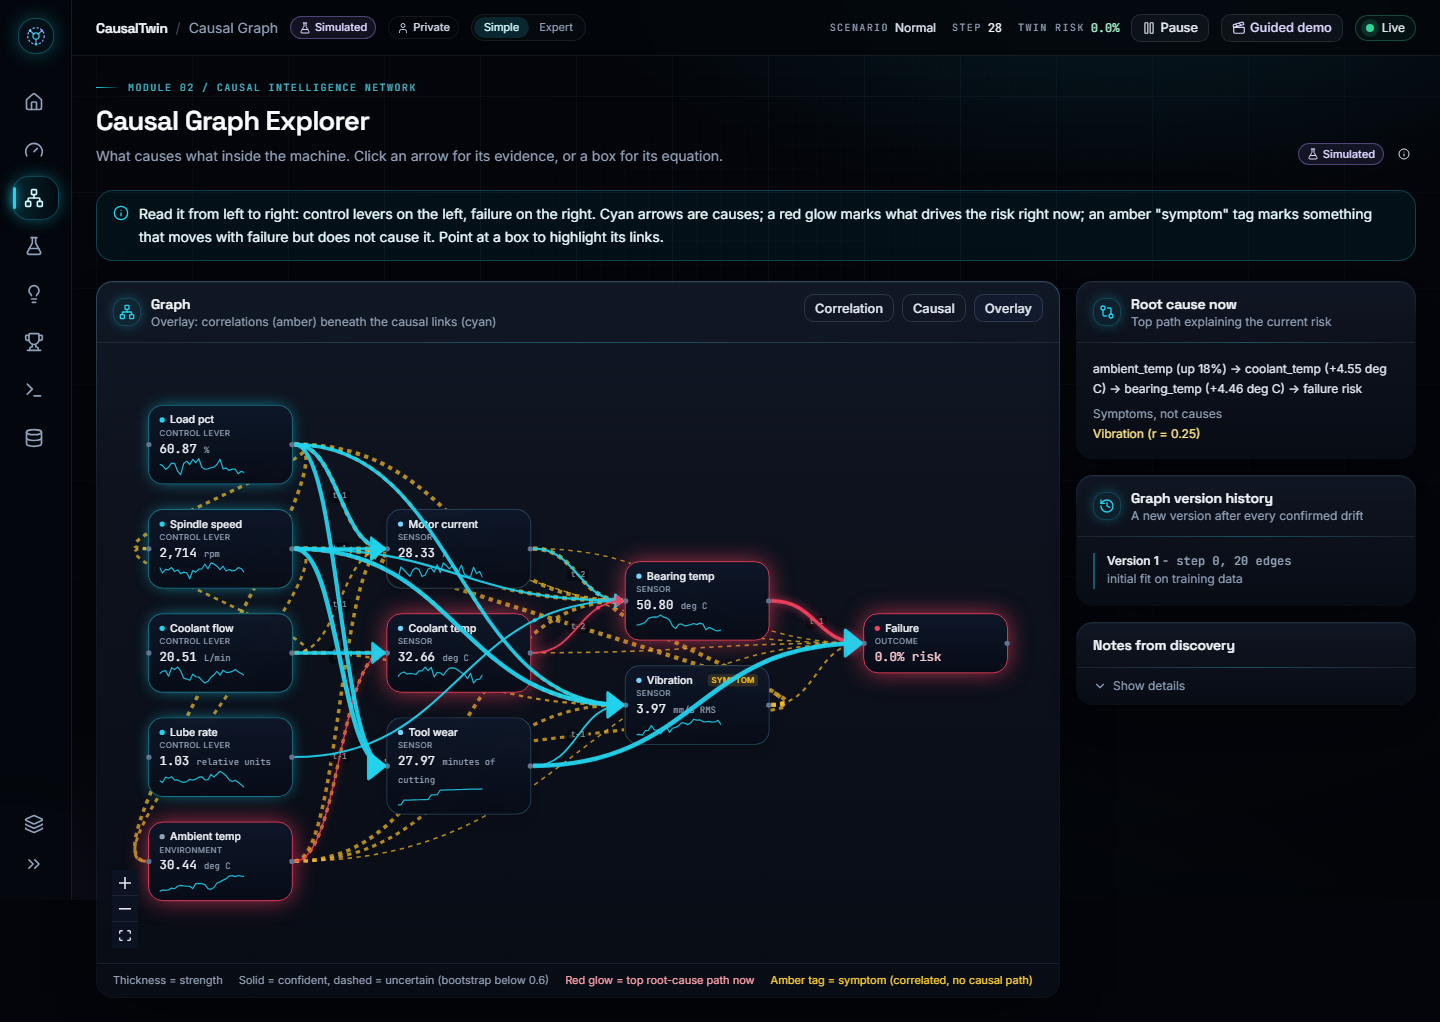 CausalTwin / Causal Graph Simulated Private Simple Expert SCENARIO Normal STEP 28 TWIN RISK 0.0% Pause Guided demo Live
MODULE 02 / CAUSAL INTELLIGENCE NETWORK
Causal Graph Explorer
What causes what inside the machine. Click an arrow for its evidence, or a box for its equation.
Simulated
Read it from left to right: control levers on the left, failure on the right. Cyan arrows are causes; a red glow marks what drives the risk right now; an amber "symptom" tag marks something
that moves with failure but does not cause it. Point at a box to highlight its links.
Graph
Overlay: correlations (amber) beneath the causal links (cyan)
Correlation Causal Overlay
Load pct
CONTROL LEVER
60.87 %
Spindle speed
CONTROL LEVER
2,714 rpm
Coolant flow
CONTROL LEVER
20.51 L/min
Lube rate
CONTROL LEVER
1.03 relative units
Ambient temp
ENVIRONMENT
30.44 deg C
t-1
t-1
t-1
Motor current
SENSOR
28.33
Coolant temp
SENSOR
32.66 deg C
Tool wear
SENSOR
27.97 minutes of
cutting
t-2
t-2
t-1
Bearing temp
SENSOR
50.80 deg C
Vibration SYMPTOM
SENSOR
3.97 mm/s RMS
t-1
Failure
OUTCOME
0.0% risk
Thickness = strength Solid = confident, dashed = uncertain (bootstrap below 0.6) Red glow = top root-cause path now Amber tag = symptom (correlated, no causal path)
Root cause now
Top path explaining the current risk
ambient_temp (up 18%) → coolant_temp (+4.55 deg
C) → bearing_temp (+4.46 deg C) → failure risk
Symptoms, not causes
Vibration (r = 0.25)
Graph version history
A new version after every confirmed drift
Version 1 - step 0, 20 edges
initial fit on training data
Notes from discovery
Show details